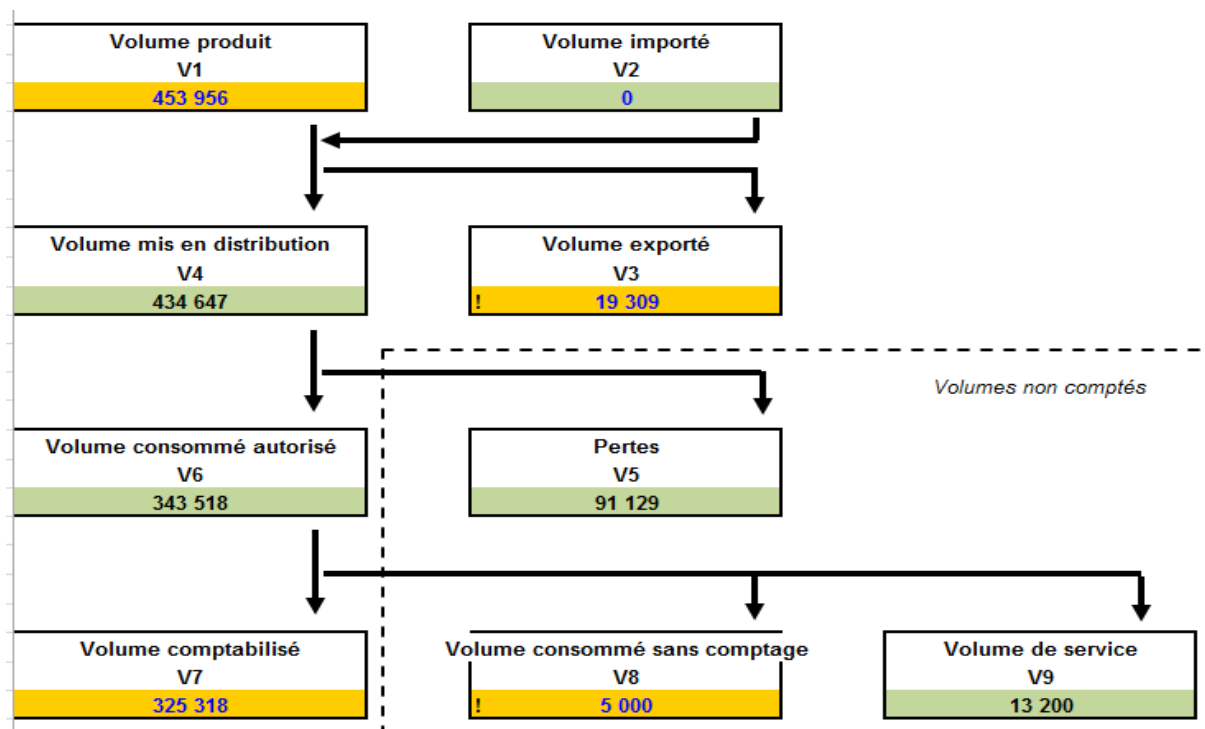 Volume produit
V1
453 956
Volume importé
V2
0
Volume mis en distribution
V4
434 647
Volume exporté
V3
! 19 309
Volumes non comptés
Volume consommé autorisé
V6
343 518
Pertes
V5
91 129
Volume comptabilisé
V7
325 318
Volume consommé sans comptage
V8
! 5 000
Volume de service
V9
13 200